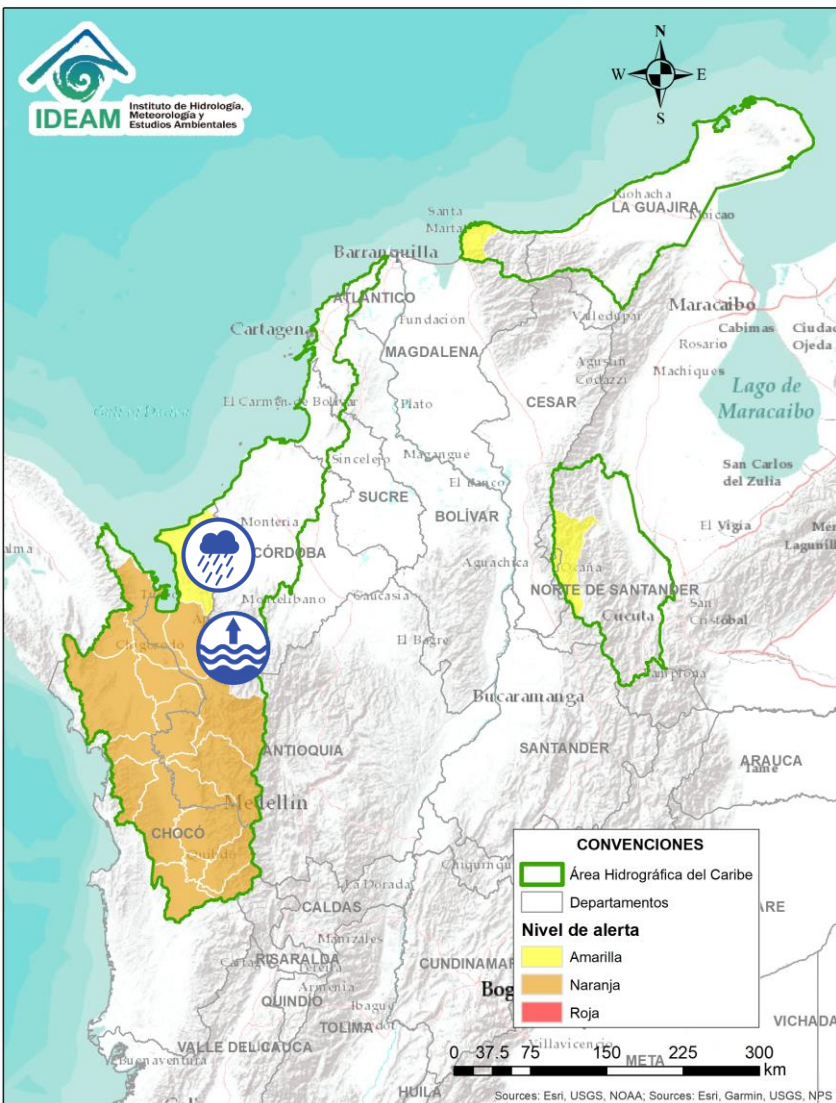 IDEAM
Instituto de Hidrología,
Meteorología y
Estudios Ambientales
N
W
E
S
Riohacha
LA GUAJIRA
Maicao
Santa
Marta
Barranquilla
ATLÁNTICO
Maracaibo
Cabimas
Ciudad
Ojeda
Rosario
Machiques
Cartagena
Fundación
Valledupar
MAGDALENA
Agustín
Codazzi
CESAR
Lago de
Maracaibo
El Carmen de Bolívar
Plato
San Carlos
del Zulia
Sincelejo
Magangué
El Banco
SUCRE
BOLÍVAR
El Vigía
Montería
CÓRDOBA
Aguachica
Ocaña
NORTE DE SANTANDER
Montelíbano
Caucasia
Cúcuta
San
Cristóbal
El Bagre
Chigorodó
Pamplona
Bucaramanga
ANTIOQUIA
SANTANDER
ARAUCA
Tame
Medellín
CHOCÓ
Quibdó
La Dorada
CALDAS
Manizales
RISARALDA
Pereira
Armenia
QUINDÍO
Ibagué
TOLIMA
VALLE DEL CAUCA
Buenaventura
HUILA
Villavicencio
META
VICHADA
CONVENCIONES
Área Hidrográfica del Caribe
Departamentos
Nivel de alerta
Amarilla
Naranja
Roja
0 37.5 75 150 225 300
km
Sources: Esri, USGS, NOAA; Sources: Esri, Garmin, USGS, NPS